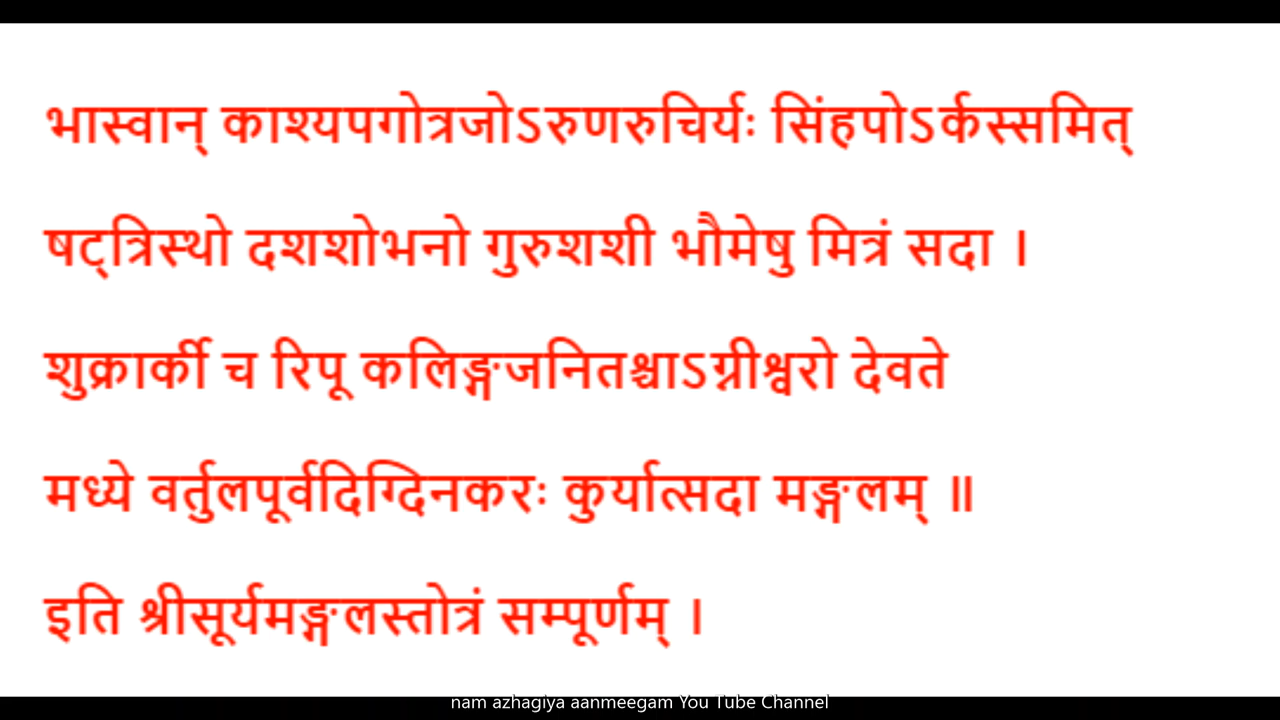 भास्वान् काश्यपगोत्रजोऽरुणरुचिर्यः सिंहपोऽर्कस्समित्
षट्त्रिस्थो दशशोभनो गुरुशशी भौमेषु मित्रं सदा ।
शुक्रार्की च रिपू कलिङ्गजनितश्चाऽग्नीश्वरो देवते
मध्ये वर्तुलपूर्वदिग्दिनकरः कुर्यात्सदा मङ्गलम् ॥
इति श्रीसूर्यमङ्गलस्तोत्रं सम्पूर्णम् ।
nam azhagiya aanmeegam You Tube Channel